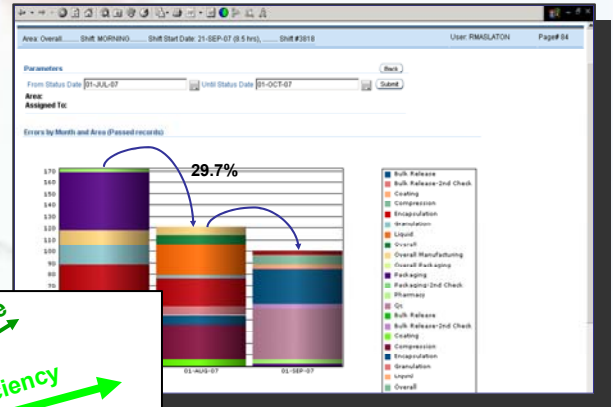 Area: Overall........ Shift: MORNING........ Shift Start Date: 21-SEP-07 (8.5 hrs), ........ Shift #3818
User: RMASLATON
Page# 84
Parameters
Back
From Status Date 01-JUL-07
Until Status Date 01-OCT-07
Submit
Area:
Assigned To:
Errors by Month and Area (Passed records)
29.7%
170
160
150
140
130
120
110
100
90
80
70
01-AUG-07
01-SEP-07
Bulk Release
Bulk Release-2nd Check
Coating
Compression
Encapsulation
Granulation
Liquid
Overall
Overall Manufacturing
Overall Packaging
Packaging
Packaging-2nd Check
Pharmacy
Qc
Bulk Release
Bulk Release-2nd Check
Coating
Compression
Encapsulation
Granulation
Liquid
Overall
e
ciency